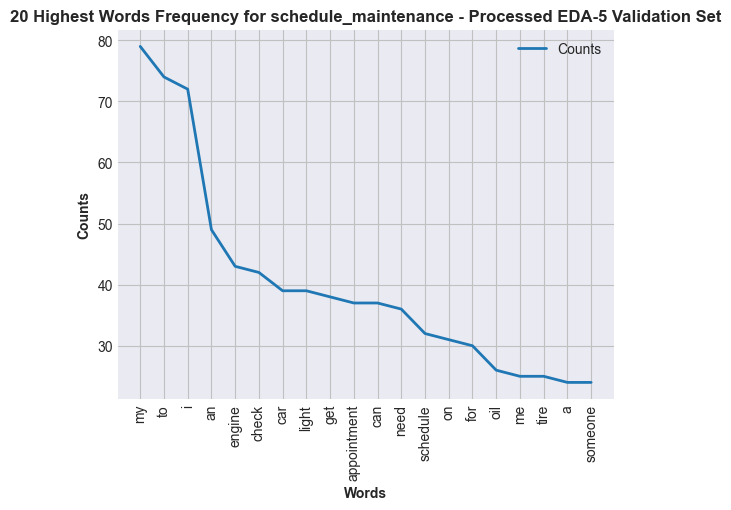 20 Highest Words Frequency for schedule_maintenance - Processed EDA-5 Validation Set
Counts
80
70
60
50
40
30
Counts
my
to
i
an
engine
check
car
light
get
appointment
can
need
schedule
on
for
oil
me
tire
a
someone
Words